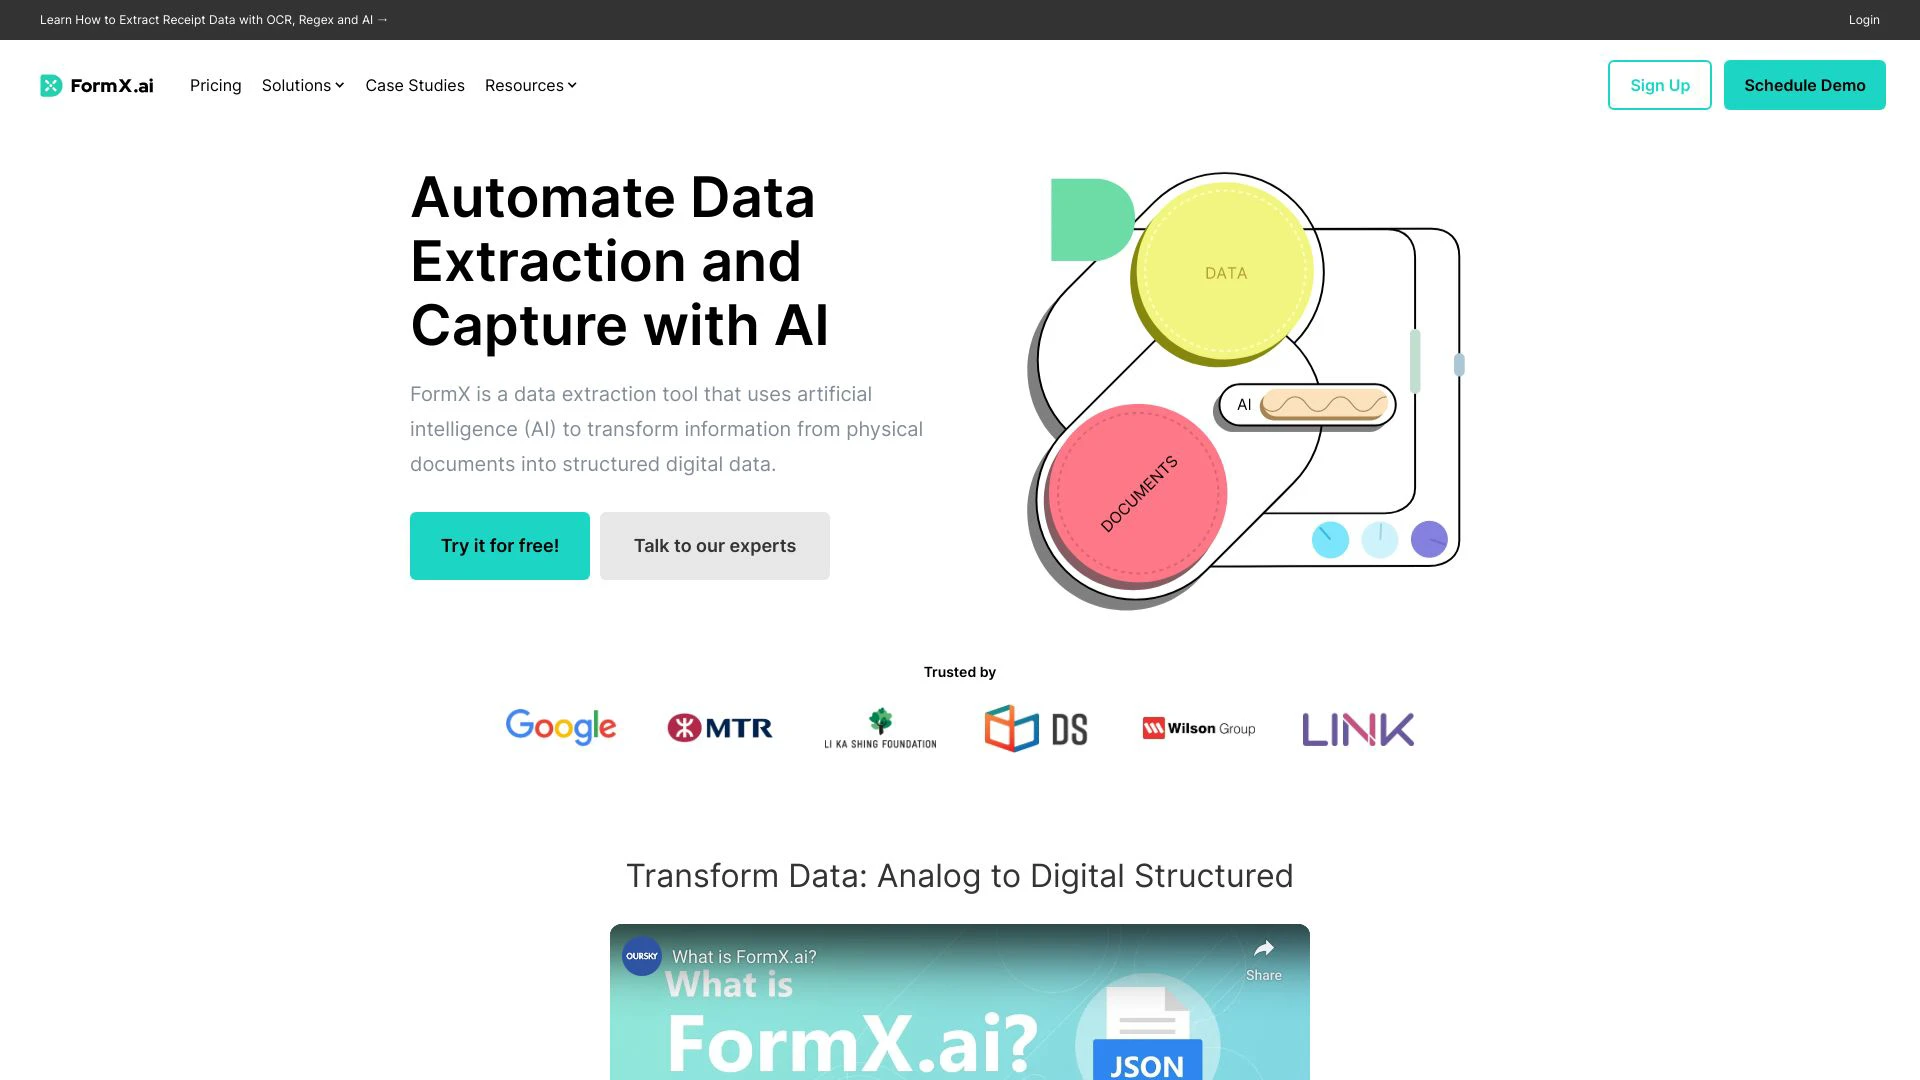 Learn How to Extract Receipt Data with OCR, Regex and AI →
Login
FormX.ai
Pricing
Solutions
Case Studies
Resources
Sign Up
Schedule Demo
Automate Data
Extraction and
Capture with AI
FormX is a data extraction tool that uses artificial
intelligence (AI) to transform information from physical
documents into structured digital data.
Try it for free!
Talk to our experts
DATA
AI
DOCUMENTS
Trusted by
Google
MTR
LI KA SHING FOUNDATION
DS
Wilson Group
LINK
Transform Data: Analog to Digital Structured
OURSKY
What is FormX.ai?
Share
What is
FormX.ai?
JSON